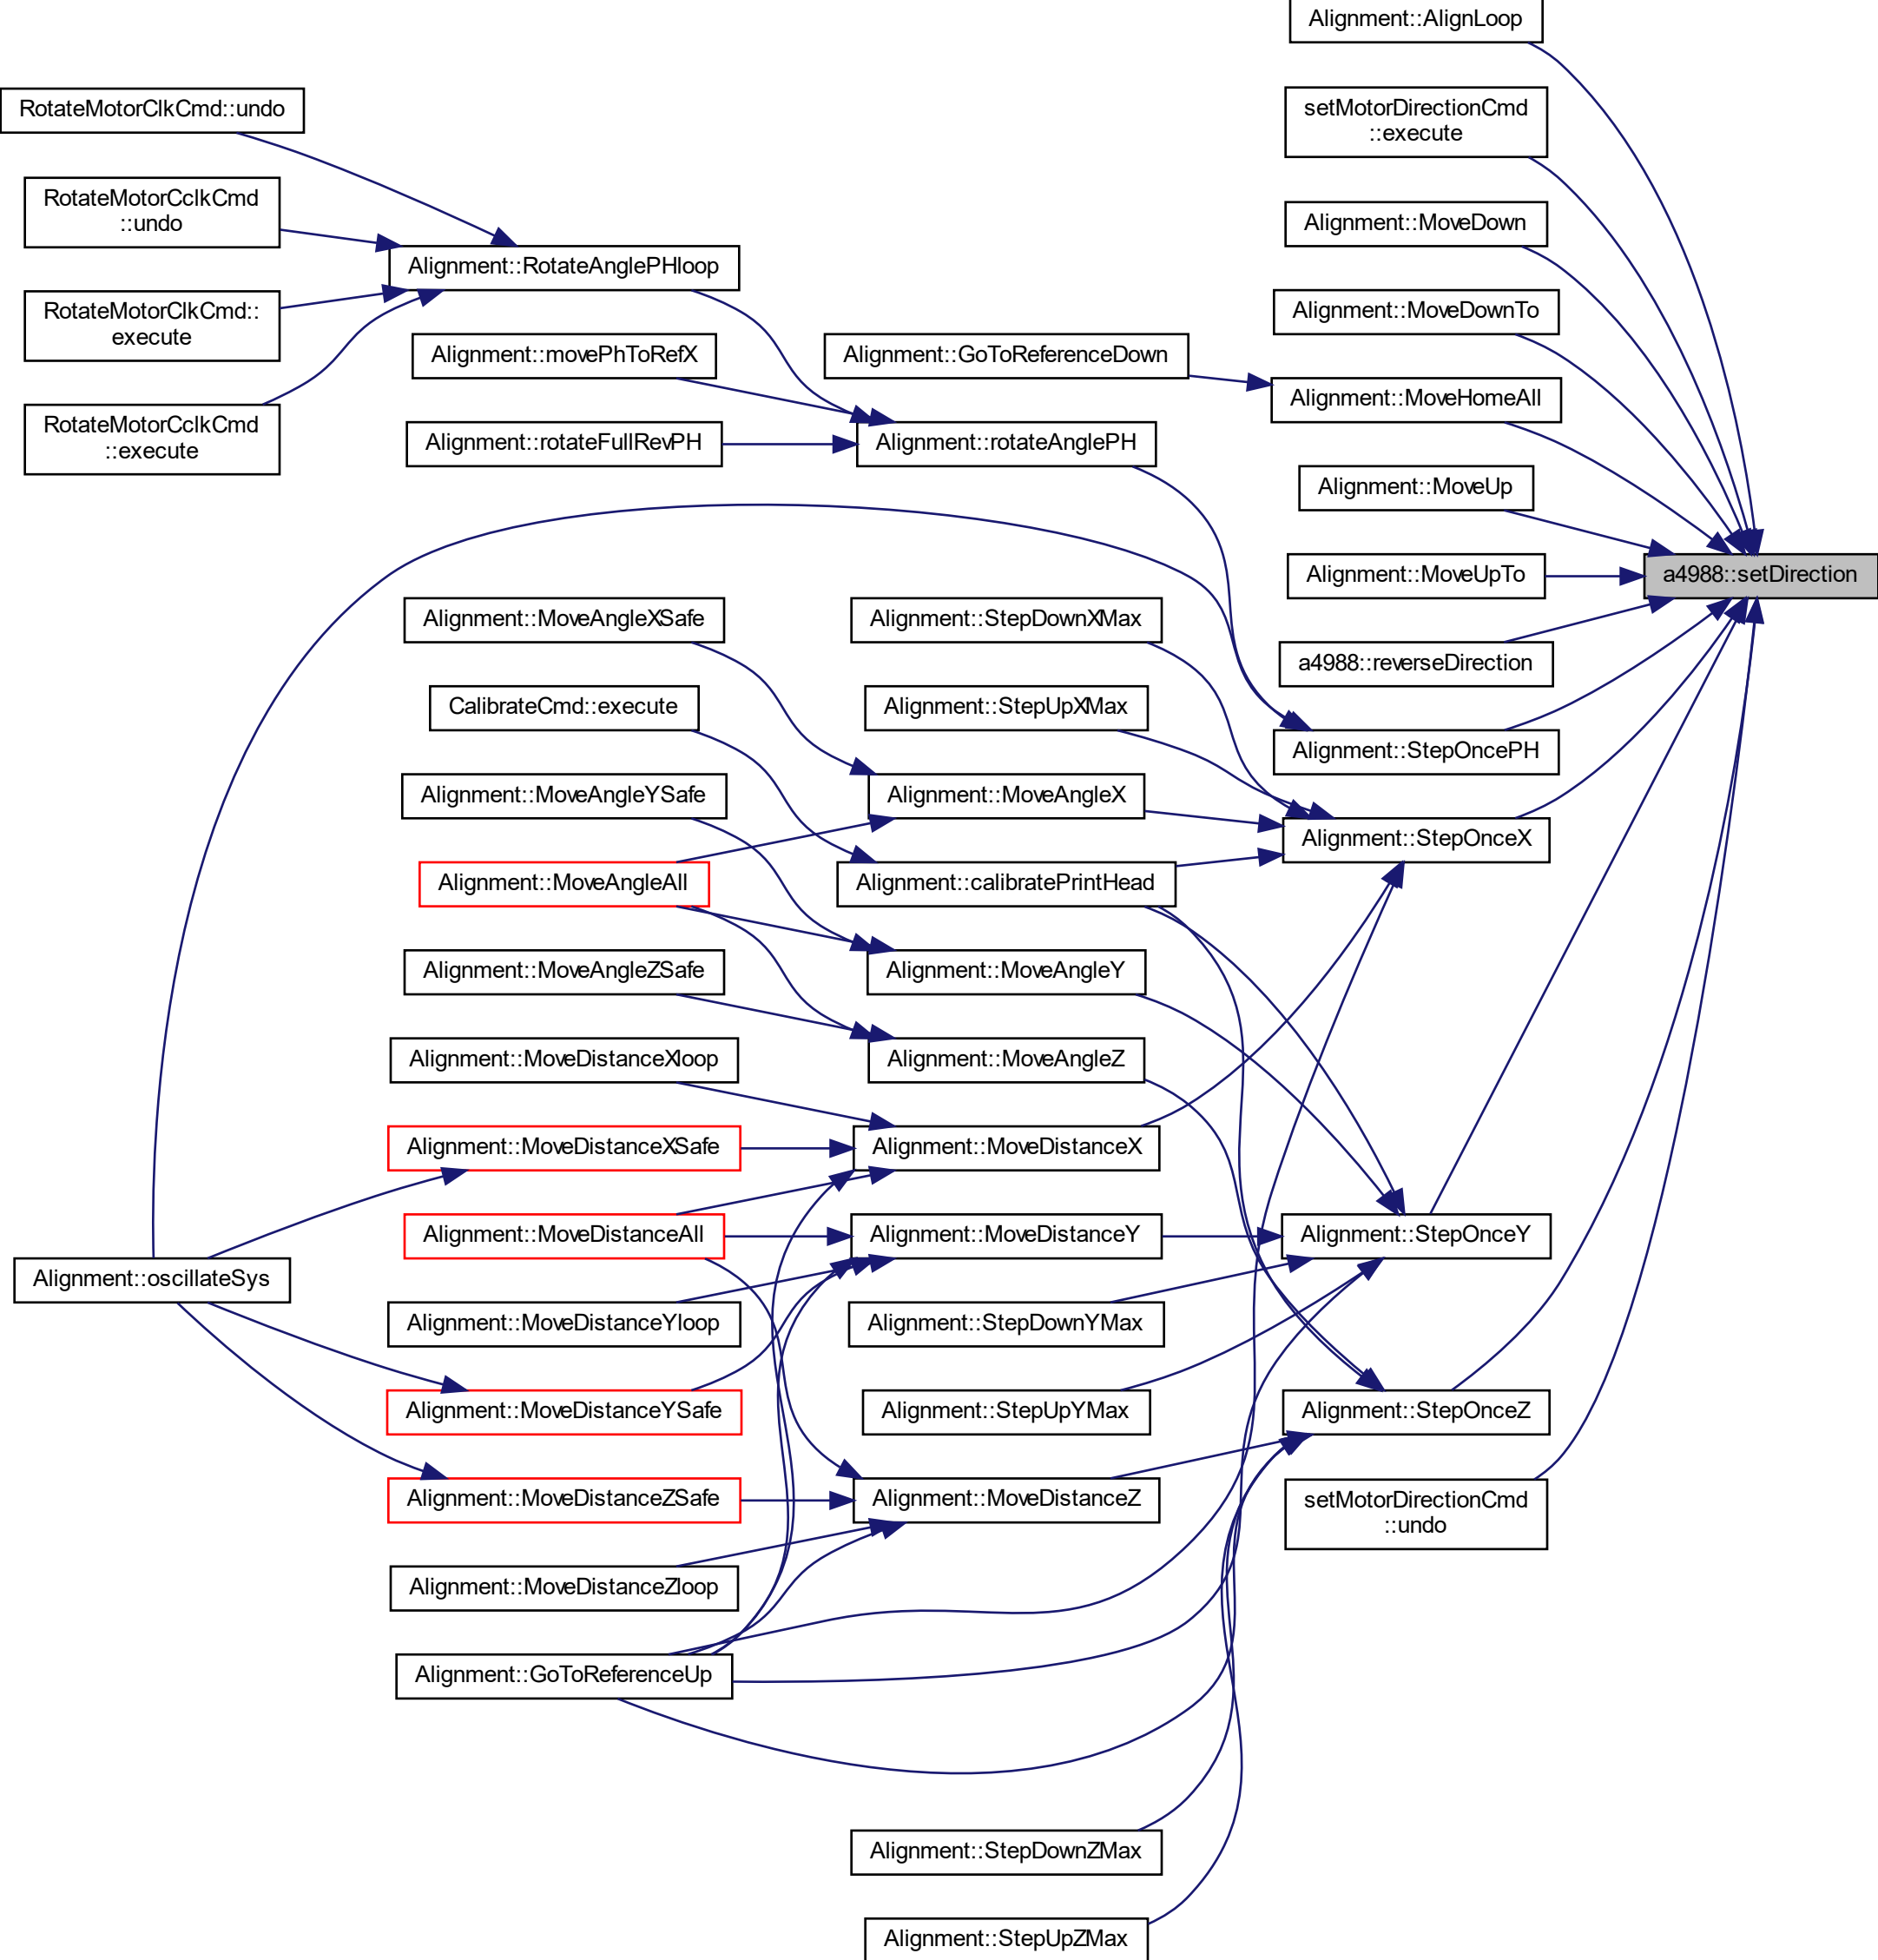 Alignment::AlignLoop
RotateMotorClkCmd::undo
setMotorDirectionCmd
::execute
RotateMotorCclkCmd
::undo
Alignment::MoveDown
Alignment::RotateAnglePHloop
RotateMotorClkCmd::
execute
Alignment::MoveDownTo
Alignment::movePhToRefX
Alignment::GoToReferenceDown
Alignment::MoveHomeAll
RotateMotorCclkCmd
::execute
Alignment::rotateFullRevPH
Alignment::rotateAnglePH
Alignment::MoveUp
Alignment::MoveUpTo
a4988::setDirection
Alignment::MoveAngleXSafe
Alignment::StepDownXMax
a4988::reverseDirection
CalibrateCmd::execute
Alignment::StepUpXMax
Alignment::StepOncePH
Alignment::MoveAngleYSafe
Alignment::MoveAngleX
Alignment::StepOnceX
Alignment::MoveAngleAll
Alignment::calibratePrintHead
Alignment::MoveAngleZSafe
Alignment::MoveAngleY
Alignment::MoveDistanceXloop
Alignment::MoveAngleZ
Alignment::MoveDistanceXSafe
Alignment::MoveDistanceX
Alignment::MoveDistanceAll
Alignment::MoveDistanceY
Alignment::StepOnceY
Alignment::oscillateSys
Alignment::MoveDistanceYloop
Alignment::StepDownYMax
Alignment::MoveDistanceYSafe
Alignment::StepUpYMax
Alignment::StepOnceZ
Alignment::MoveDistanceZSafe
Alignment::MoveDistanceZ
setMotorDirectionCmd
::undo
Alignment::MoveDistanceZloop
Alignment::GoToReferenceUp
Alignment::StepDownZMax
Alignment::StepUpZMax